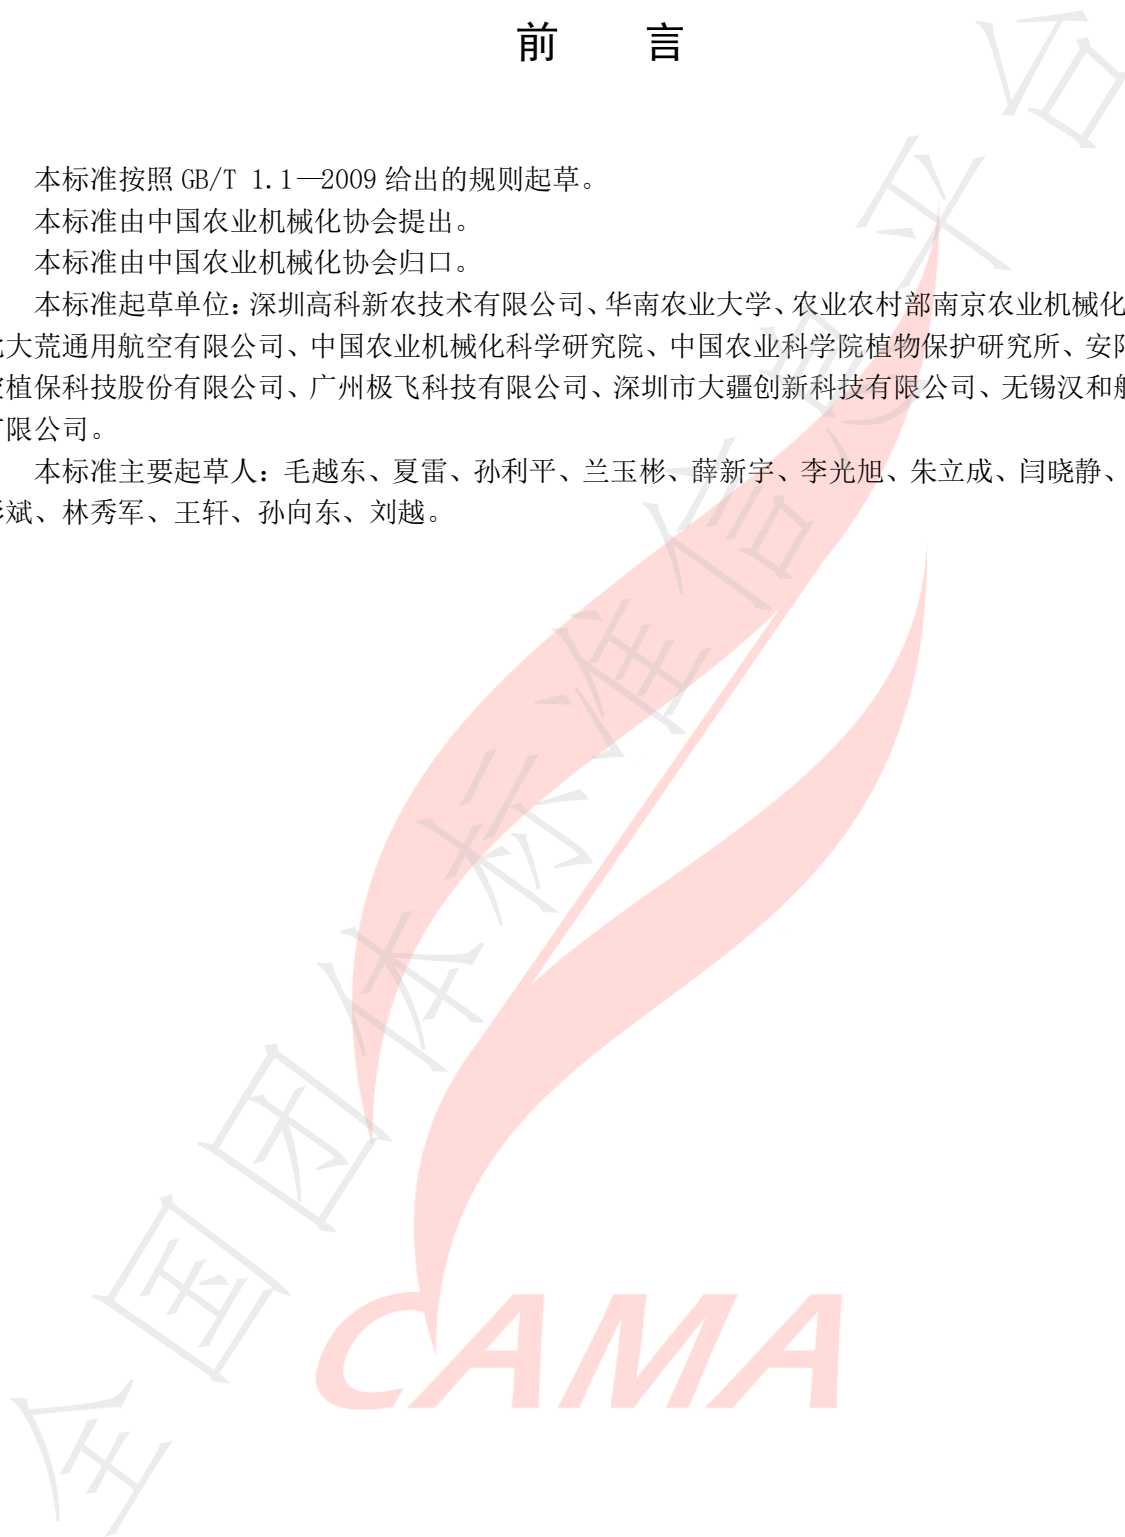 前 言
本标准按照 GB/T 1.1—2009 给出的规则起草。
本标准由中国农业机械化协会提出。
本标准由中国农业机械化协会归口。
本标准起草单位：深圳高科新农技术有限公司、华南农业大学、农业农村部南京农业机械化
大荒通用航空有限公司、中国农业机械化科学研究院、中国农业科学院植物保护研究所、安
植保科技股份有限公司、广州极飞科技有限公司、深圳市大疆创新科技有限公司、无锡汉和
限公司。
本标准主要起草人：毛越东、夏雷、孙利平、兰玉彬、薛新宇、李光旭、朱立成、闫晓静、
斌、林秀军、王轩、孙向东、刘越。
全国团体标准信息平台
CAMA